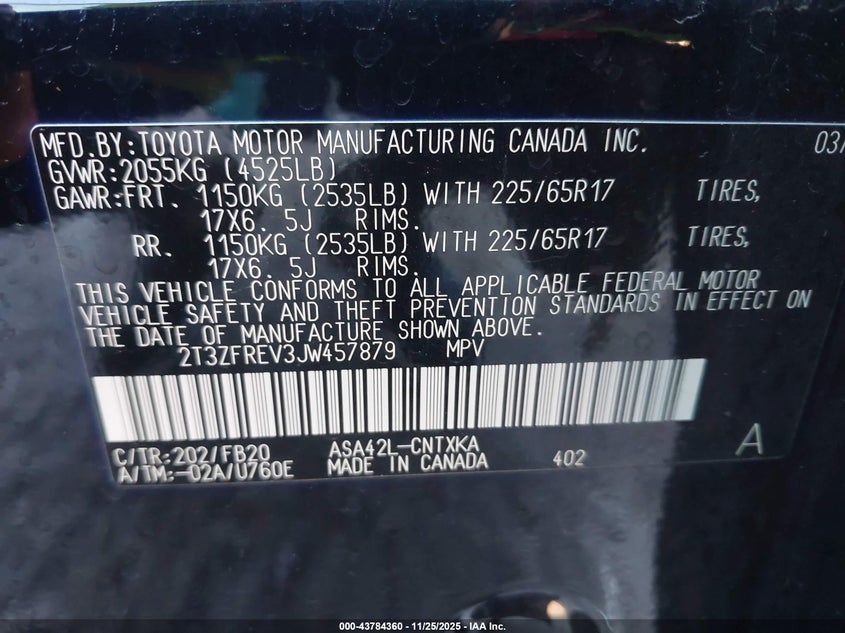 MFD.BY:TOYOTA MOTOR MANUFACTURING CANADA INC. 03/
GVWR:2055KG (4525LB)
GAWR:FRT. 1150KG (2535LB) WITH 225/65R17 TIRES,
17X6. 5J RIMS.
RR. 1150KG (2535LB) WITH 225/65R17 TIRES,
17X6. 5J RIMS.
THIS VEHICLE CONFORMS TO ALL APPLICABLE FEDERAL MOTOR
VEHICLE SAFETY AND THEFT PREVENTION STANDARDS IN EFFECT ON
THE DATE OF MANUFACTURE SHOWN ABOVE.
2T3ZFREV3JW457879 MPV
C/TR:202/FB20 ASA42L-CNTXKA A
A/TM:-02A/U760E MADE IN CANADA 402
000-43784360 - 11/25/2025 - IAA Inc.